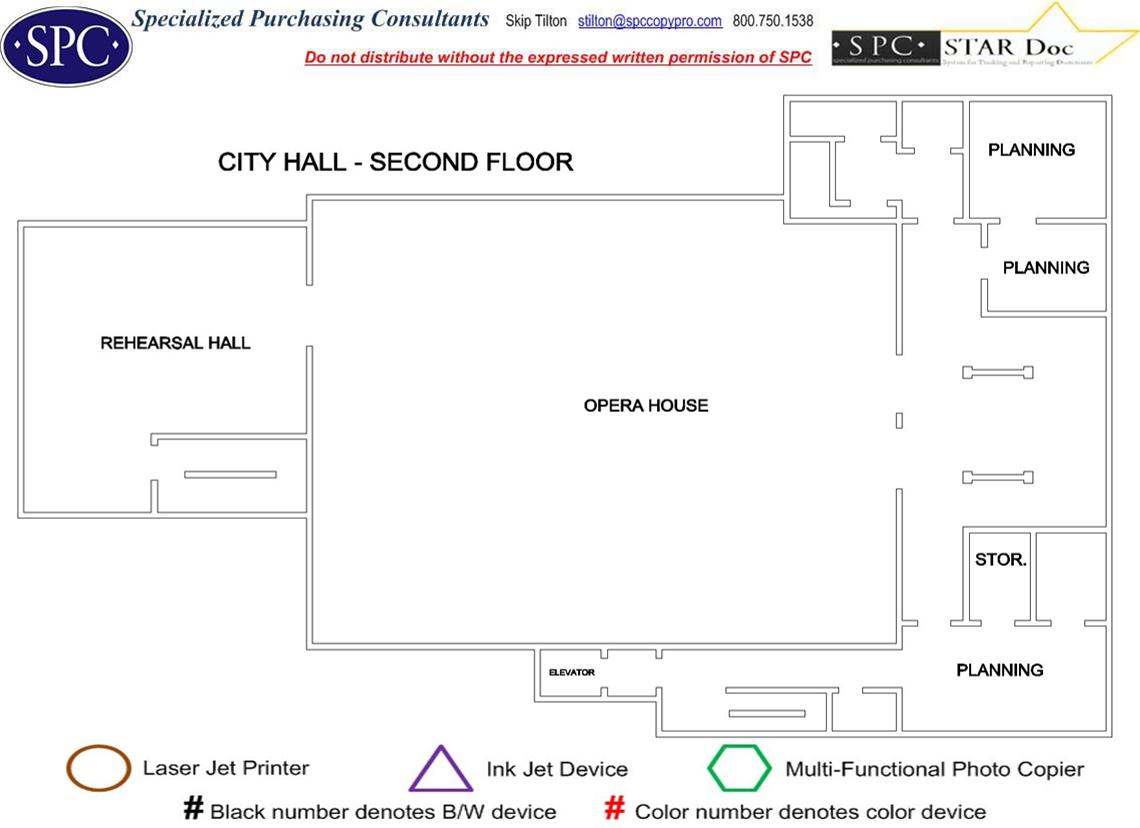 Specialized Purchasing Consultants Skip Tilton stilton@spccopypro.com 800.750.1538
·SPC·
Do not distribute without the expressed written permission of SPC
·SPC· STAR Doc
specialized purchasing consultants System for Tracking and Reporting Documents
CITY HALL - SECOND FLOOR
PLANNING
PLANNING
REHEARSAL HALL
OPERA HOUSE
STOR.
ELEVATOR
PLANNING
Laser Jet Printer Ink Jet Device Multi-Functional Photo Copier
# Black number denotes B/W device # Color number denotes color device